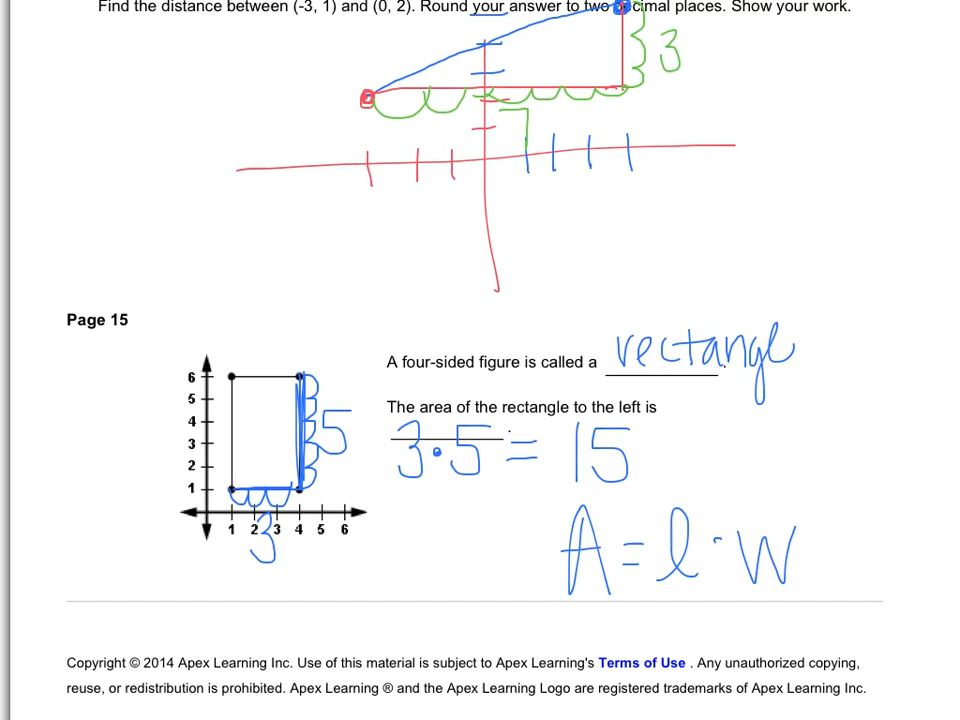 Find the distance between (-3, 1) and (0, 2). Round your answer to two decimal places. Show your work.
3
7
Page 15
A four-sided figure is called a rectangle.
The area of the rectangle to the left is
3·5 = 15
A = l·W
6
5
4
3
2
1
5
1 2 3 4 5 6
3
Copyright © 2014 Apex Learning Inc. Use of this material is subject to Apex Learning's Terms of Use . Any unauthorized copying,
reuse, or redistribution is prohibited. Apex Learning ® and the Apex Learning Logo are registered trademarks of Apex Learning Inc.